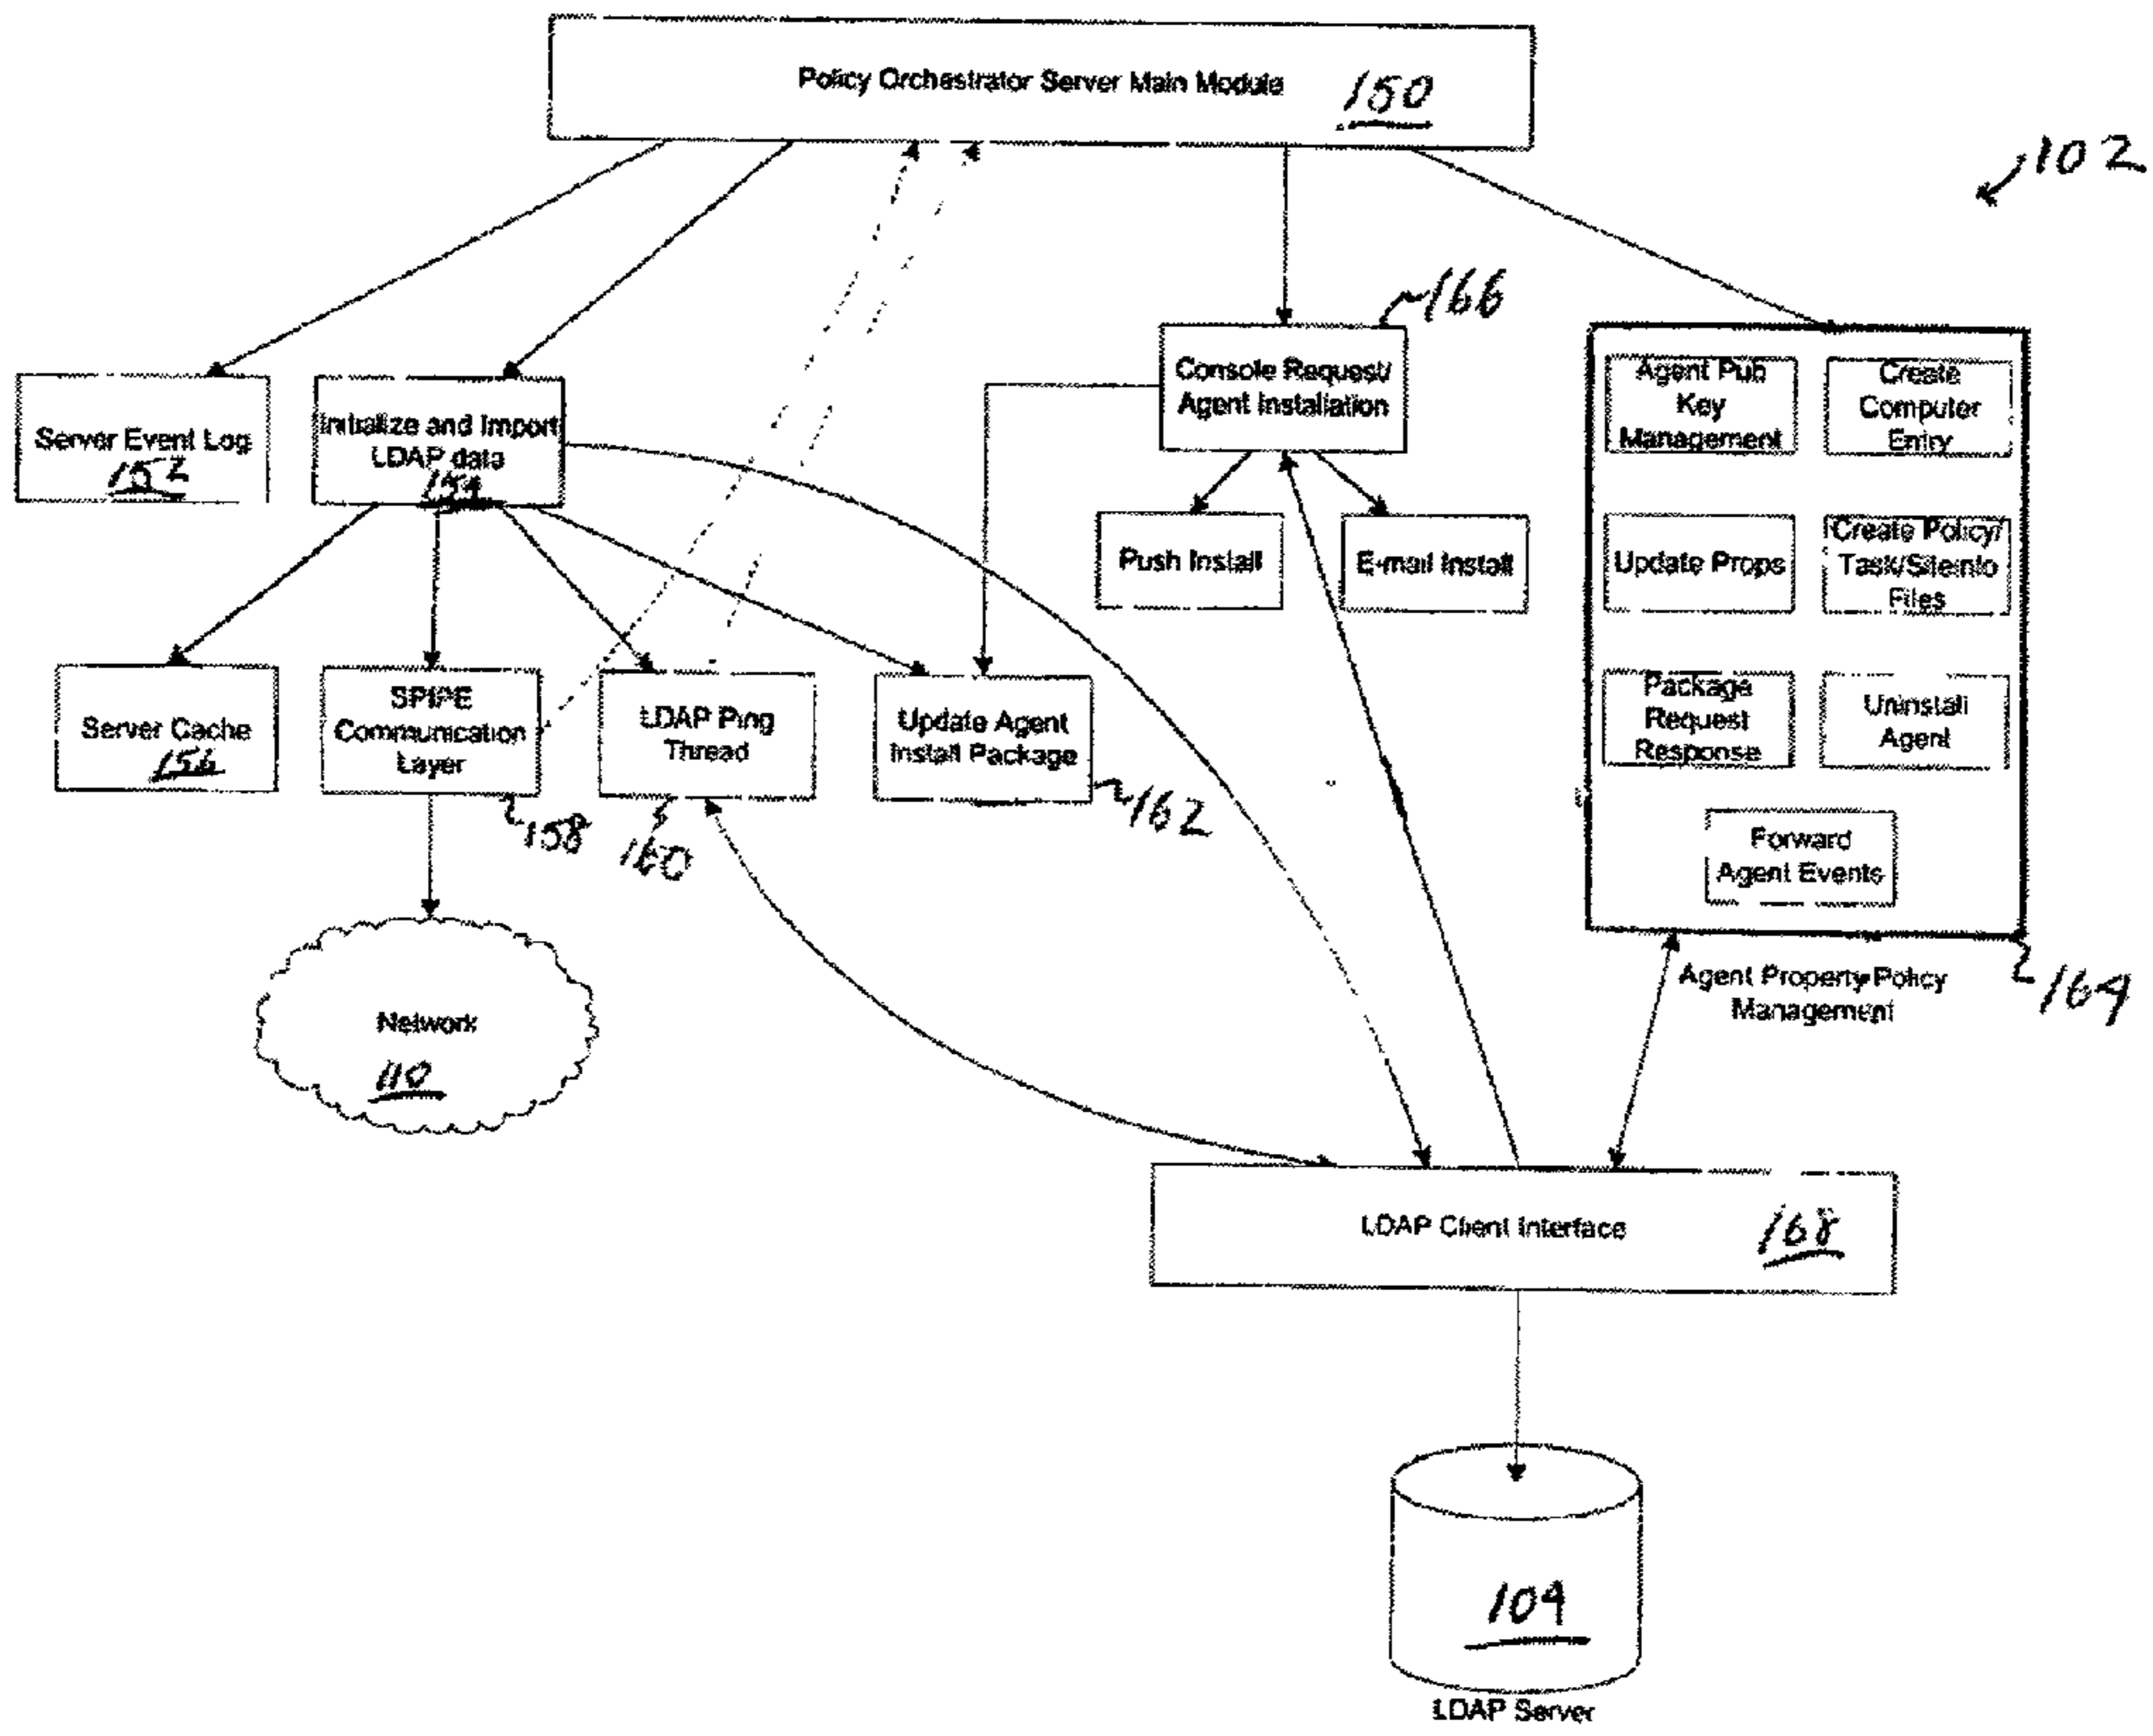 Policy Orchestrator Server Main Module
150
102
166
Console Request/
Agent Installation
Agent Pub
Key
Management
Create
Computer
Entry
Server Event Log
152
Initialize and Import
LDAP data
154
Push Install
E-mail Install
Update Props
Create Policy/
Task/Siteinfo
Files
Server Cache
156
SPIPE
Communication
Layer
158
LDAP Ping
Thread
160
Update Agent
Install Package
162
Package
Request
Response
Uninstall
Agent
Forward
Agent Events
164
Agent Property-Policy
Management
Network
110
LDAP Client Interface
168
104
LDAP Server